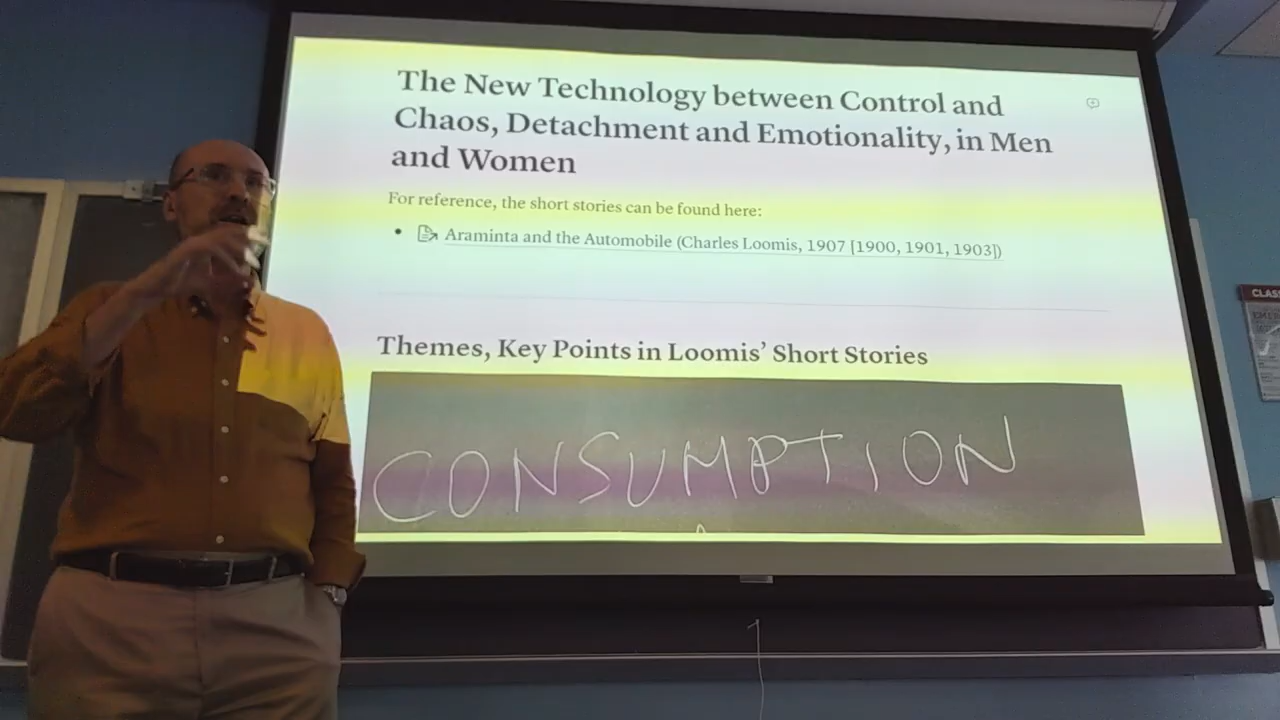 The New Technology between Control and
Chaos, Detachment and Emotionality, in Men
and Women
For reference, the short stories can be found here:
• Araminta and the Automobile (Charles Loomis, 1907 [1900, 1901, 1903])
Themes, Key Points in Loomis' Short Stories
CONSUMPTION
CLAS